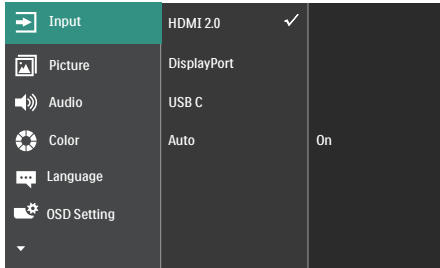 Input
HDMI 2.0
Picture
DisplayPort
Audio
USB C
Color
Auto
On
Language
OSD Setting